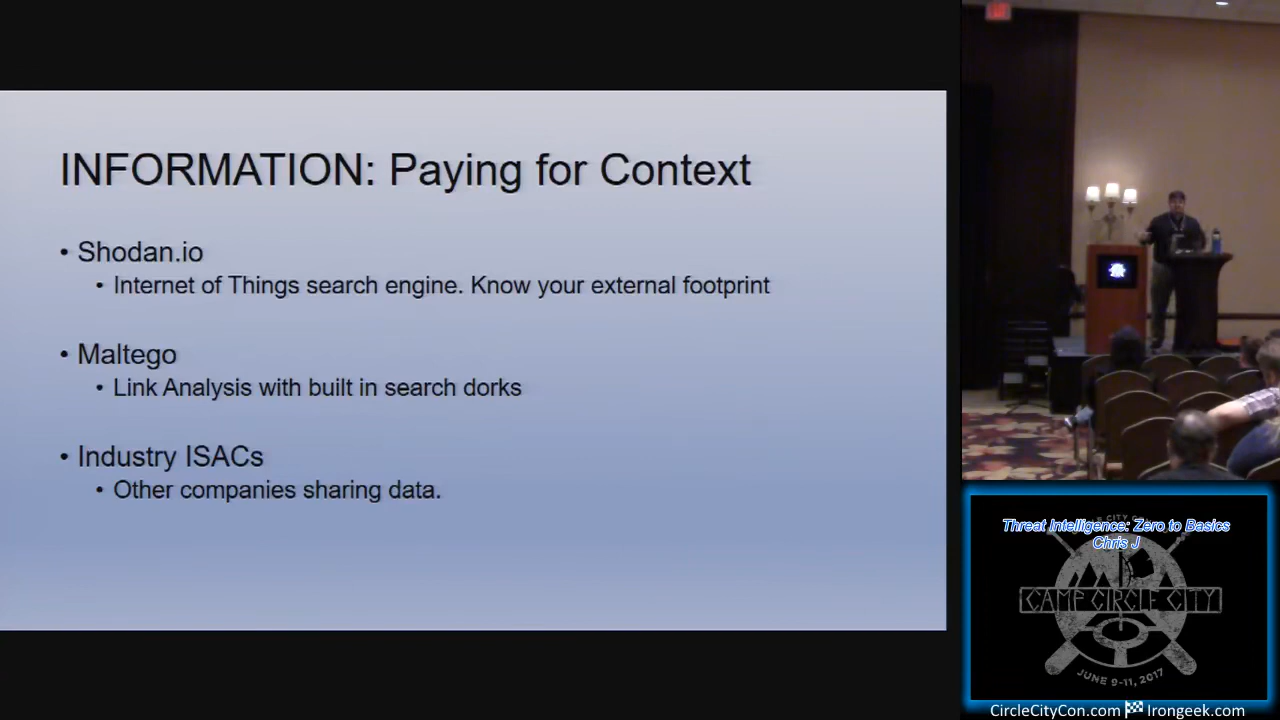 INFORMATION: Paying for Context
• Shodan.io
• Internet of Things search engine. Know your external footprint
• Maltego
• Link Analysis with built in search dorks
• Industry ISACs
• Other companies sharing data.
Threat Intelligence: Zero to Basics
Chris J
CAMP CIRCLE CITY
JUNE 9-11, 2017
CircleCityCon.com Irongeek.com